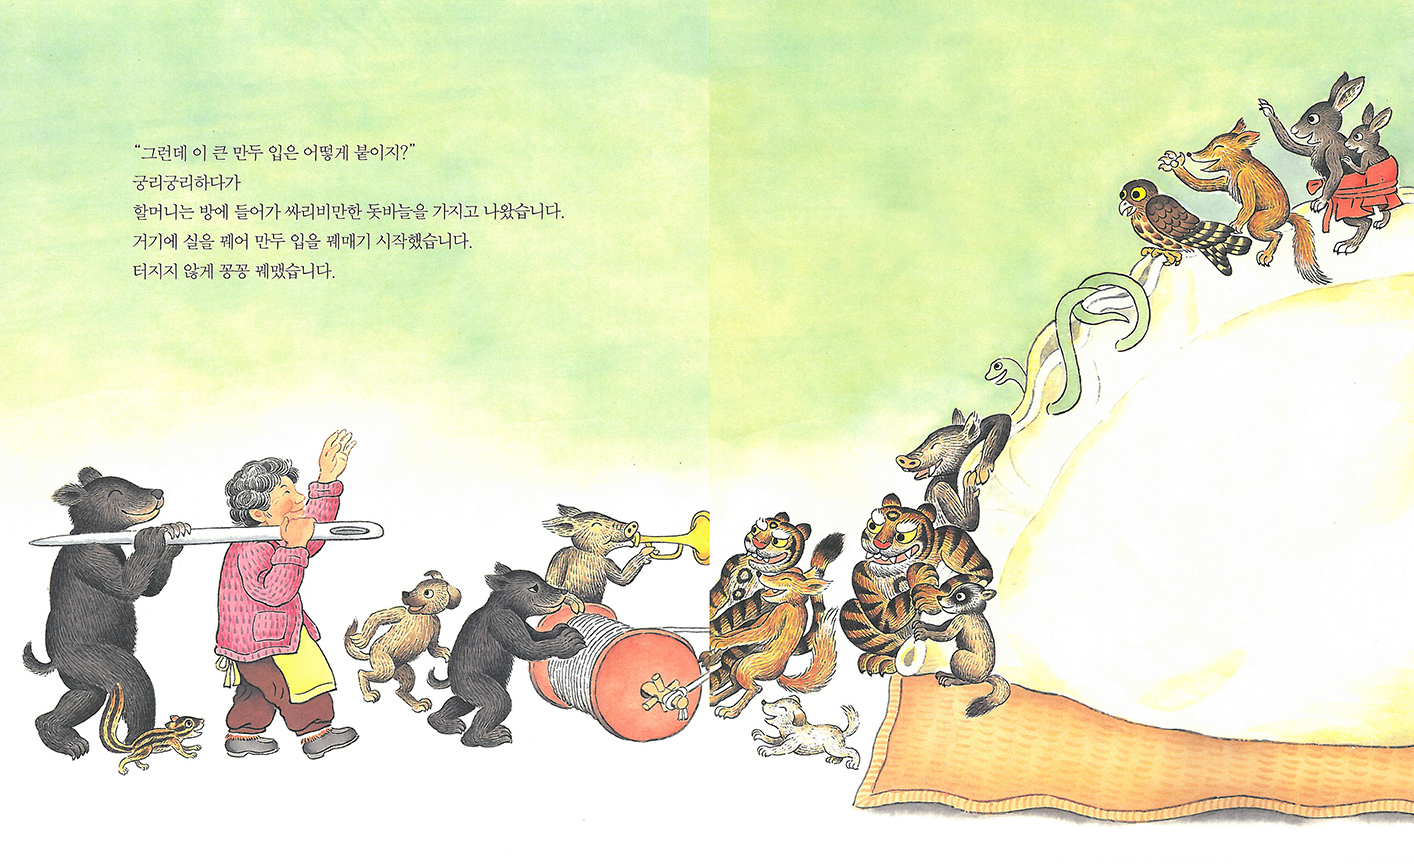 “그런데 이 큰 만두 입은 어떻게 붙이지?”
궁리궁리하다가
할머니는 방에 들어가 싸리비만한 돗바늘을 가지고 나왔습니다.
거기에 실을 꿰어 만두 입을 꿰매기 시작했습니다.
터지지 않게 꽁꽁 꿰맸습니다.